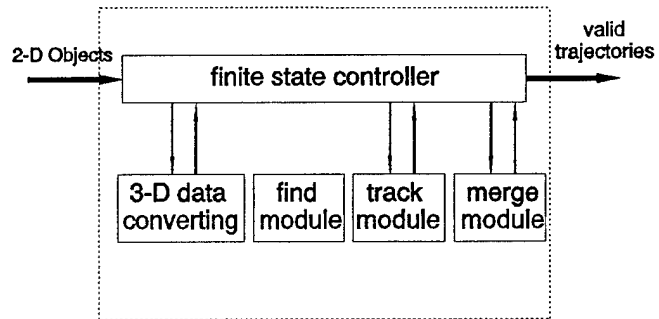 valid
2-D Objects
trajectories
finite state controller
3-D data
converting
find
module
track
module
merge
module